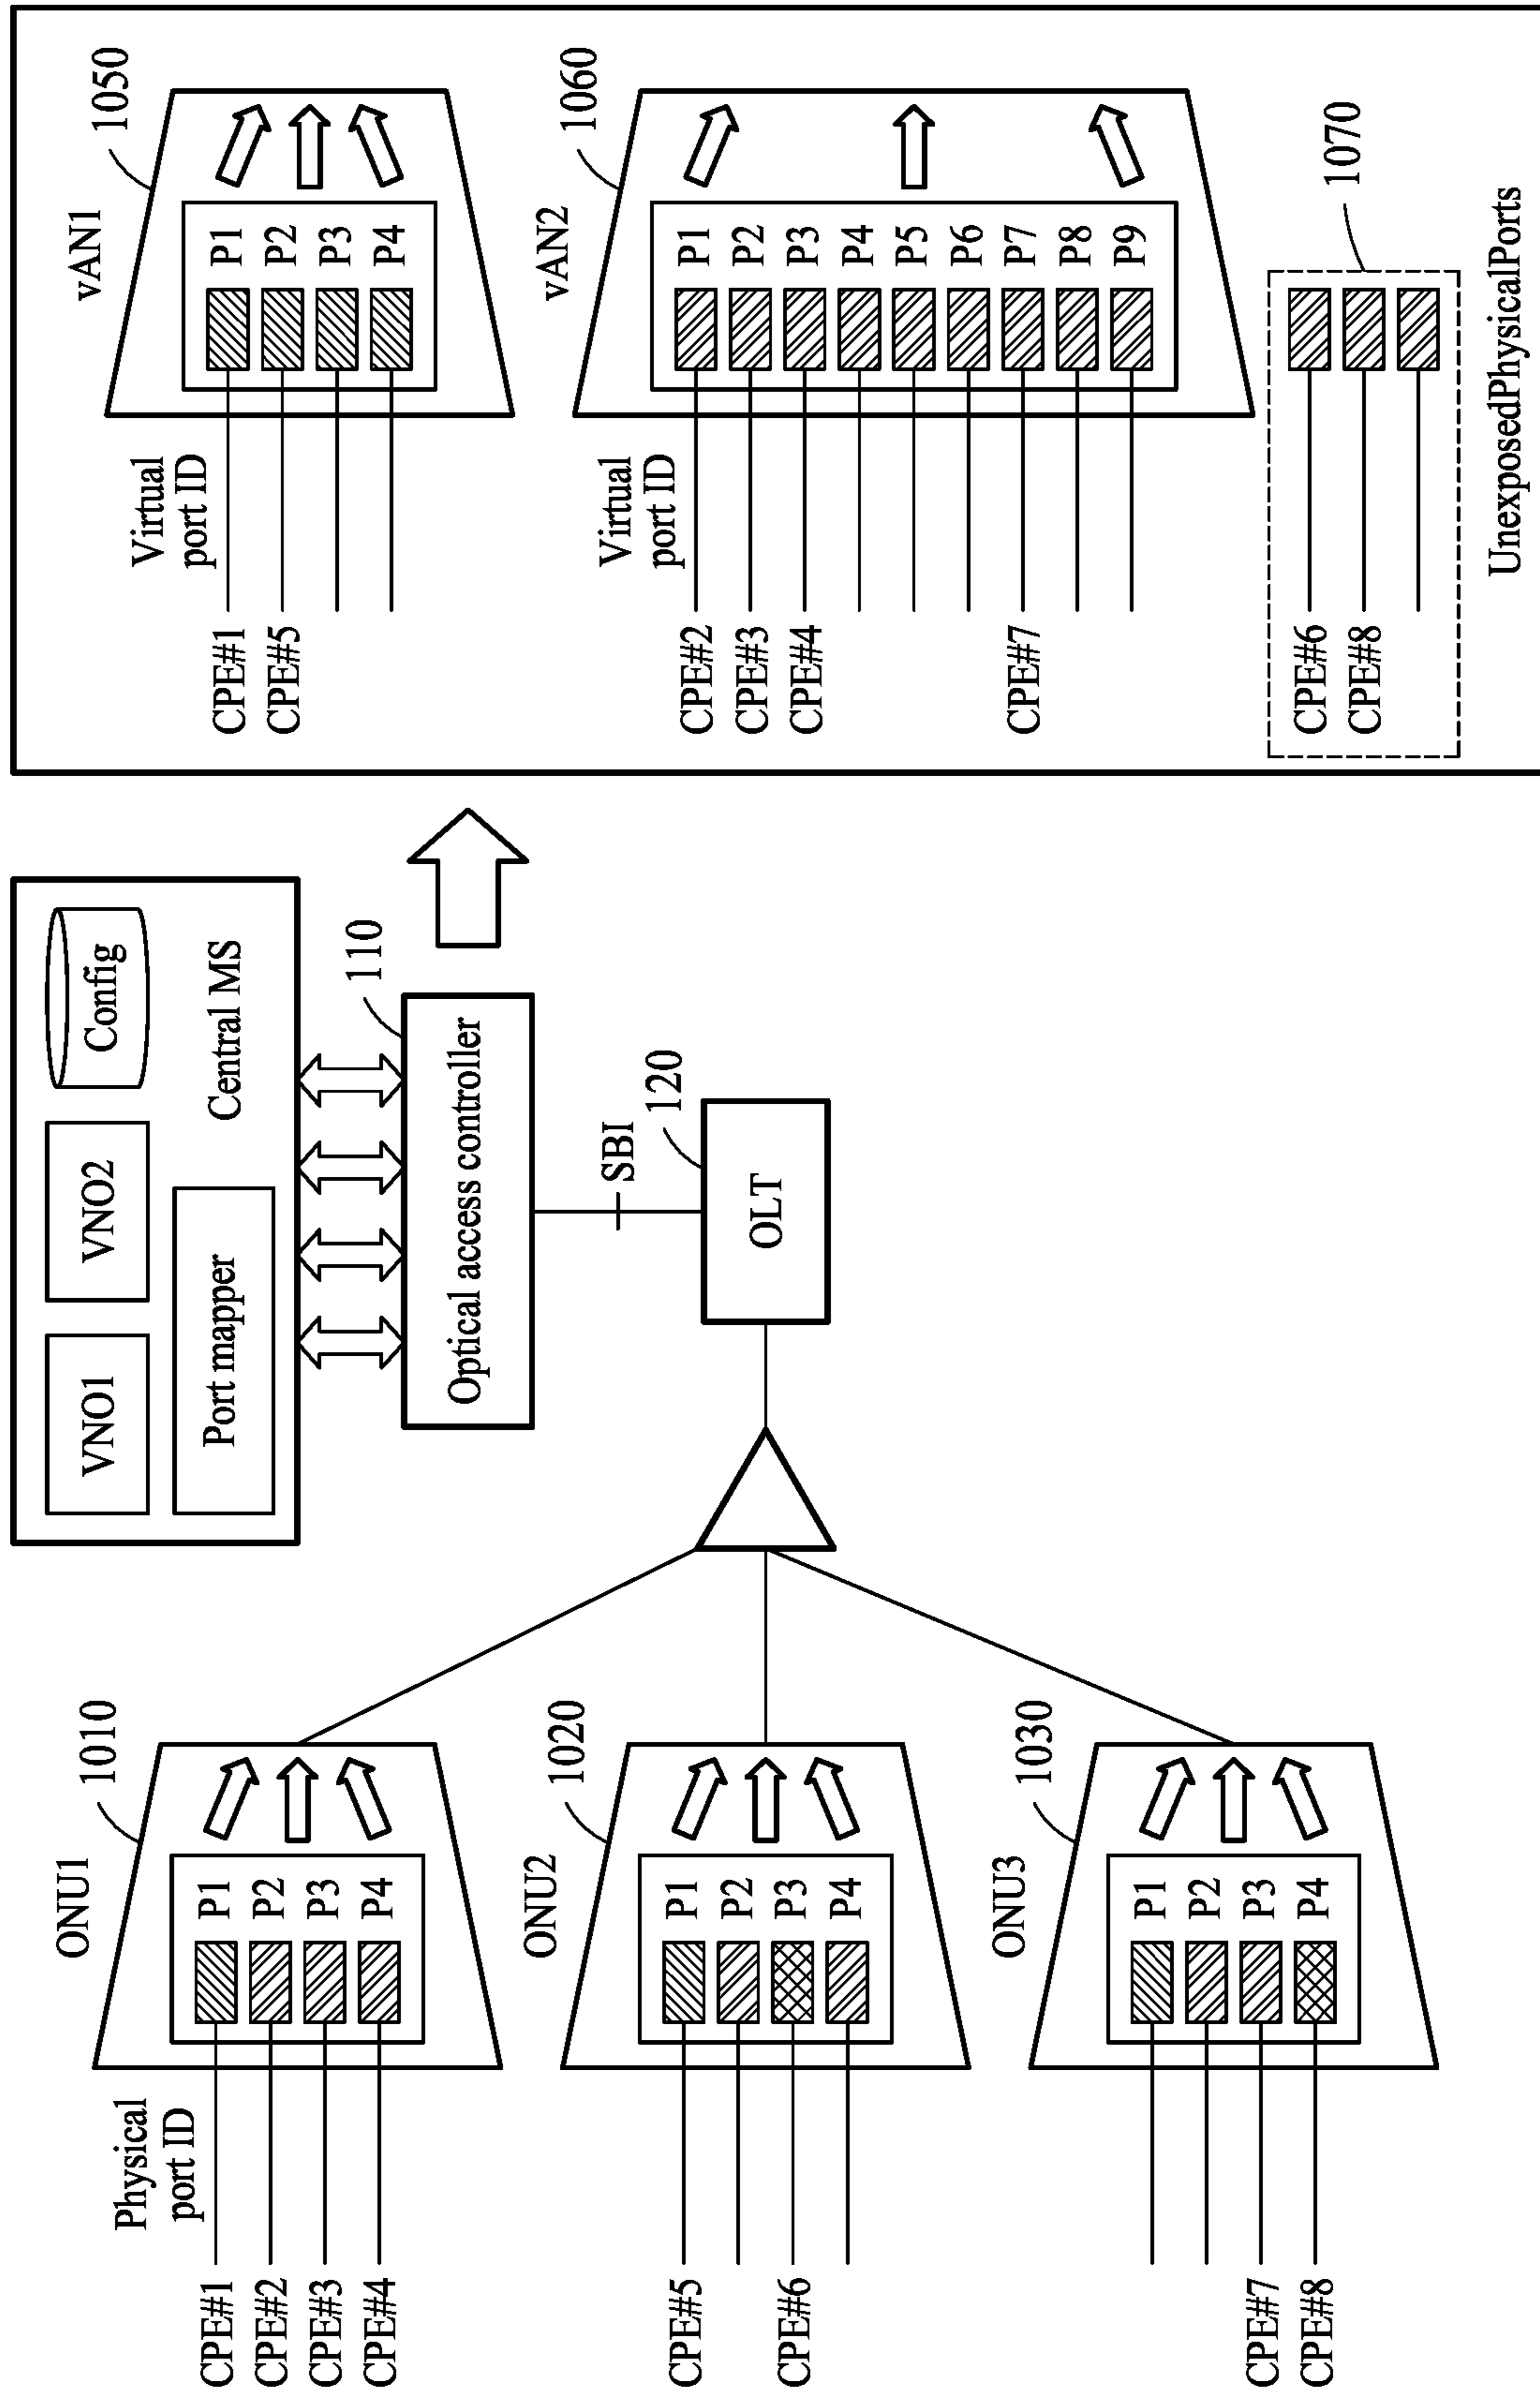 ONU1
1010
Physical
port ID
CPE#1
CPE#2
CPE#3
CPE#4
P1
P2
P3
P4
ONU2
1020
CPE#5
CPE#6
P1
P2
P3
P4
ONU3
1030
CPE#7
CPE#8
P1
P2
P3
P4
VNO1
VNO2
Config
Port mapper
Central MS
Optical access controller
110
SBI
OLT
120
vAN1
1050
Virtual
port ID
CPE#1
CPE#5
P1
P2
P3
P4
vAN2
1060
Virtual
port ID
CPE#2
CPE#3
CPE#4
CPE#7
P1
P2
P3
P4
P5
P6
P7
P8
P9
1070
CPE#6
CPE#8
UnexposedPhysicalPorts